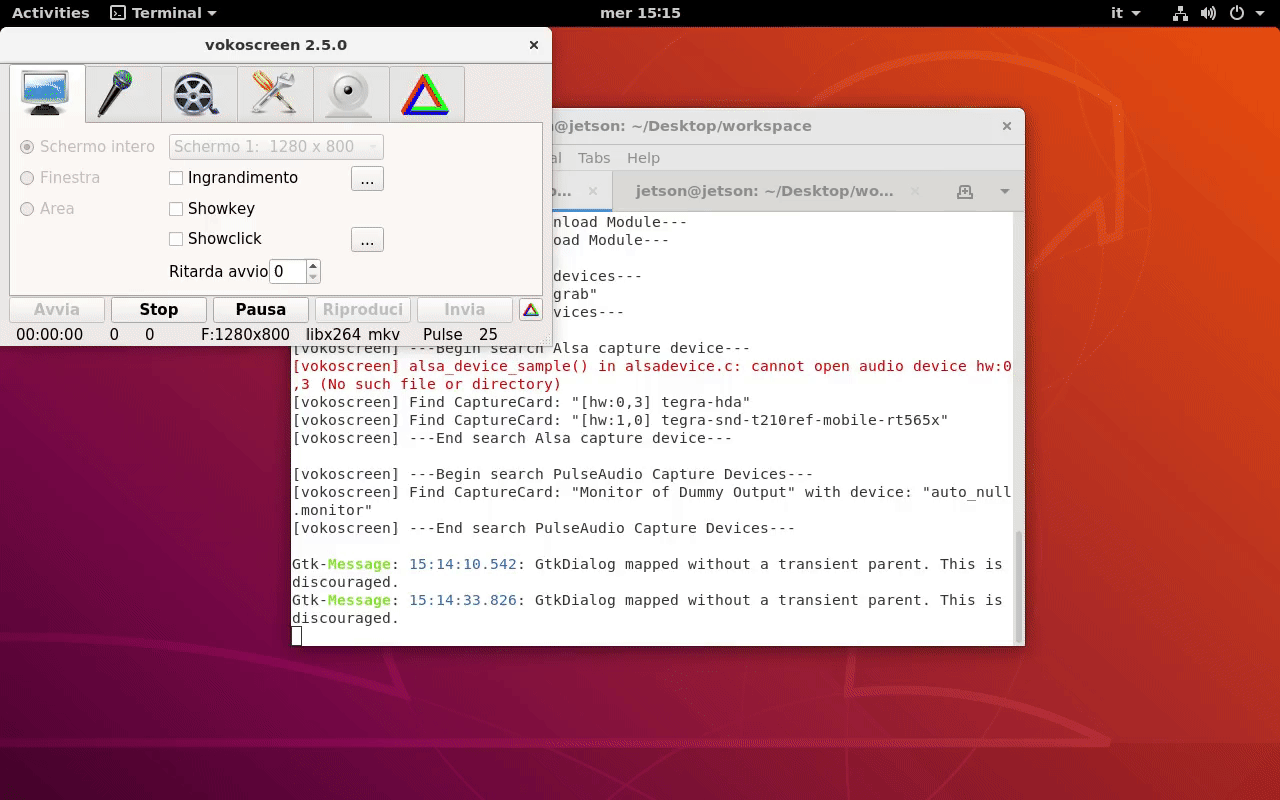 Activities Terminal mer 15:15 it
vokoscreen 2.5.0
Schermo intero Schermo 1: 1280 x 800
Finestra Ingrandimento ...
Area Showkey
Showclick ...
Ritarda avvio 0
Avvia Stop Pausa Riproduci Invia
00:00:00 0 0 F:1280x800 libx264 mkv Pulse 25
@jetson: ~/Desktop/workspace
Tabs Help
o... jetson@jetson: ~/Desktop/wo...
nload Module---
oad Module---
devices---
grab"
vices---
[vokoscreen] ---Begin search Alsa capture device---
[vokoscreen] alsa_device_sample() in alsadevice.c: cannot open audio device hw:0
,3 (No such file or directory)
[vokoscreen] Find CaptureCard: "[hw:0,3] tegra-hda"
[vokoscreen] Find CaptureCard: "[hw:1,0] tegra-snd-t210ref-mobile-rt565x"
[vokoscreen] ---End search Alsa capture device---
[vokoscreen] ---Begin search PulseAudio Capture Devices---
[vokoscreen] Find CaptureCard: "Monitor of Dummy Output" with device: "auto_null
.monitor"
[vokoscreen] ---End search PulseAudio Capture Devices---
Gtk-Message: 15:14:10.542: GtkDialog mapped without a transient parent. This is
discouraged.
Gtk-Message: 15:14:33.826: GtkDialog mapped without a transient parent. This is
discouraged.